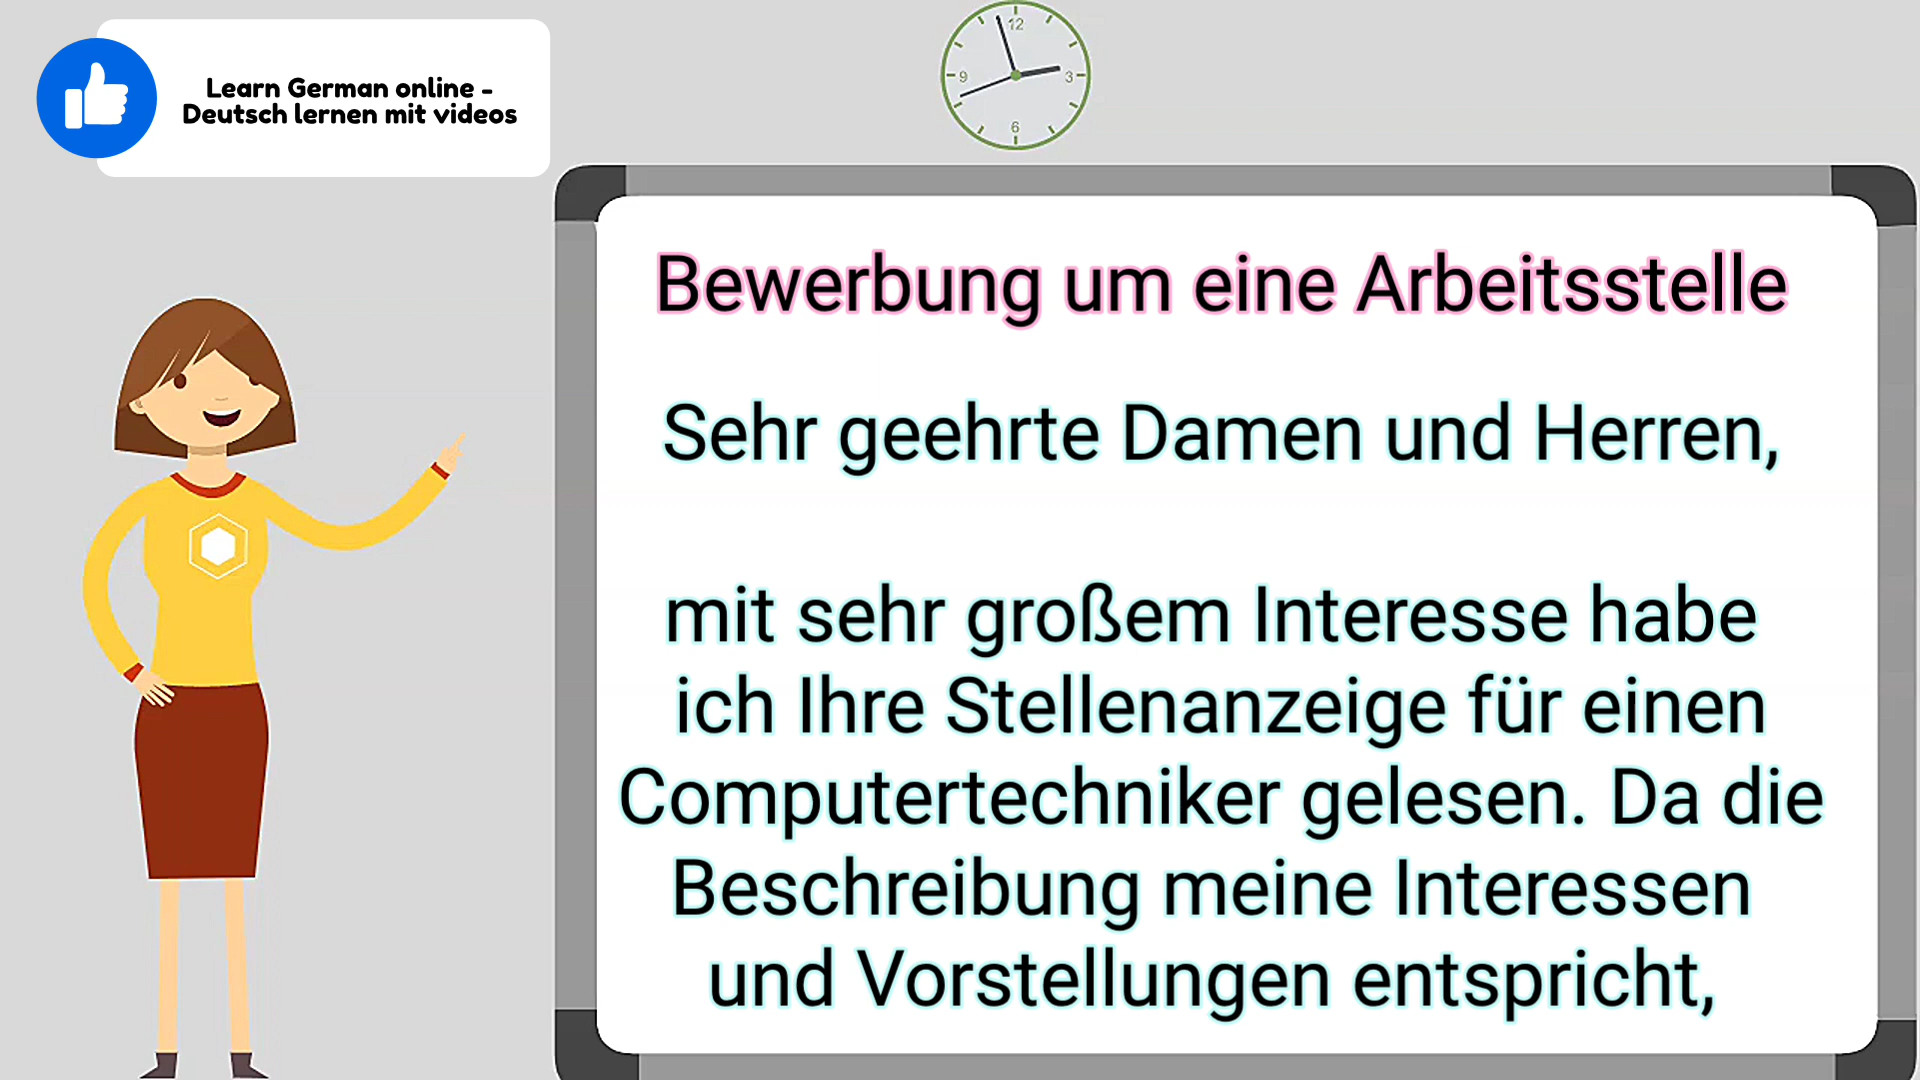 Learn German online -
Deutsch lernen mit videos
12
9
3
6
Bewerbung um eine Arbeitsstelle
Sehr geehrte Damen und Herren,
mit sehr großem Interesse habe
ich Ihre Stellenanzeige für einen
Computertechniker gelesen. Da die
Beschreibung meine Interessen
und Vorstellungen entspricht,